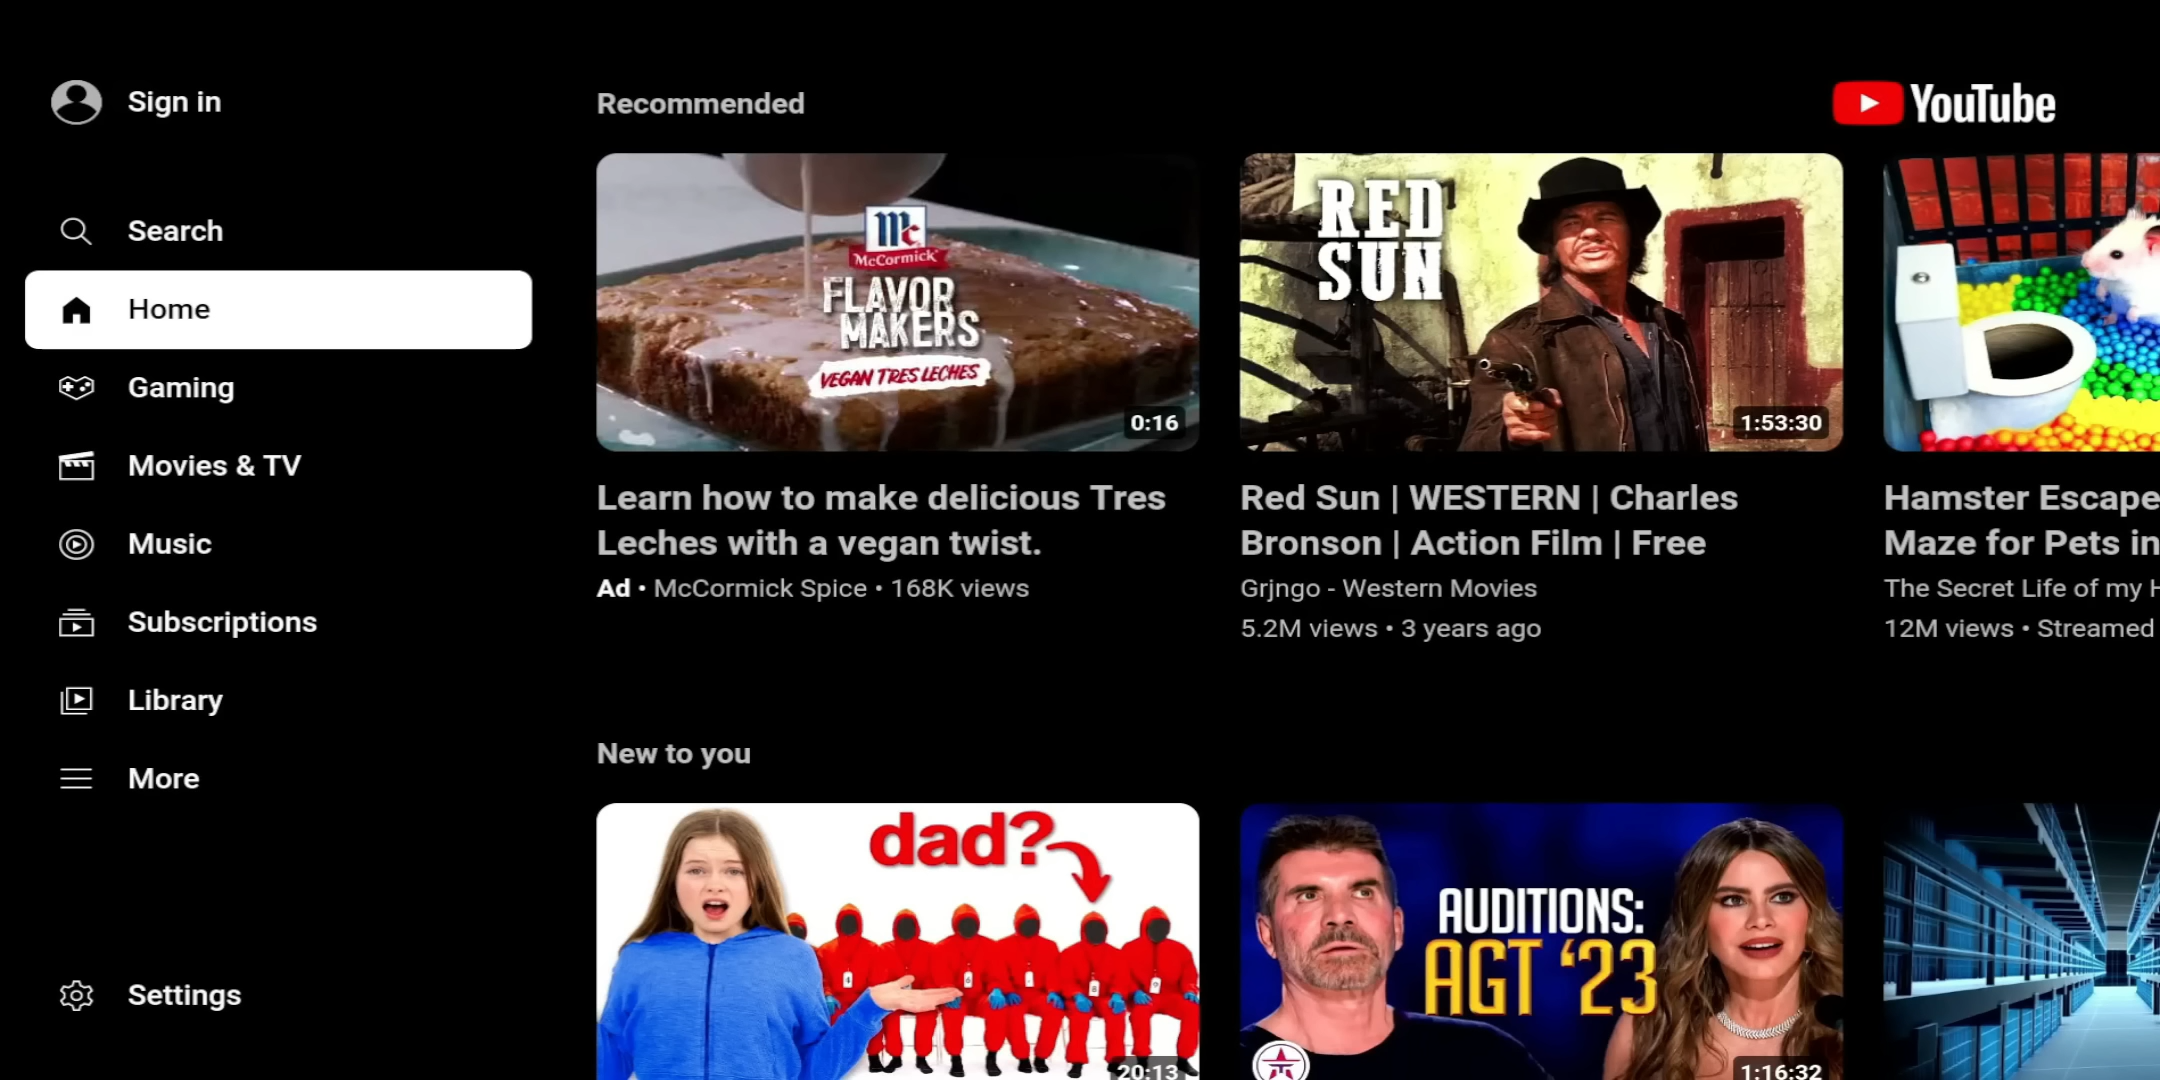 Sign in
Search
Home
Gaming
Movies & TV
Music
Subscriptions
Library
More
Settings
Recommended
YouTube
Mc
McCormick
FLAVOR
MAKERS
VEGAN TRES LECHES
0:16
Learn how to make delicious Tres
Leches with a vegan twist.
Ad • McCormick Spice • 168K views
RED
SUN
1:53:30
Red Sun | WESTERN | Charles
Bronson | Action Film | Free
Grjngo - Western Movies
5.2M views • 3 years ago
Hamster Escape
Maze for Pets in
The Secret Life of my H
12M views • Streamed
New to you
dad?
20:13
AUDITIONS:
AGT ‘23
1:16:32